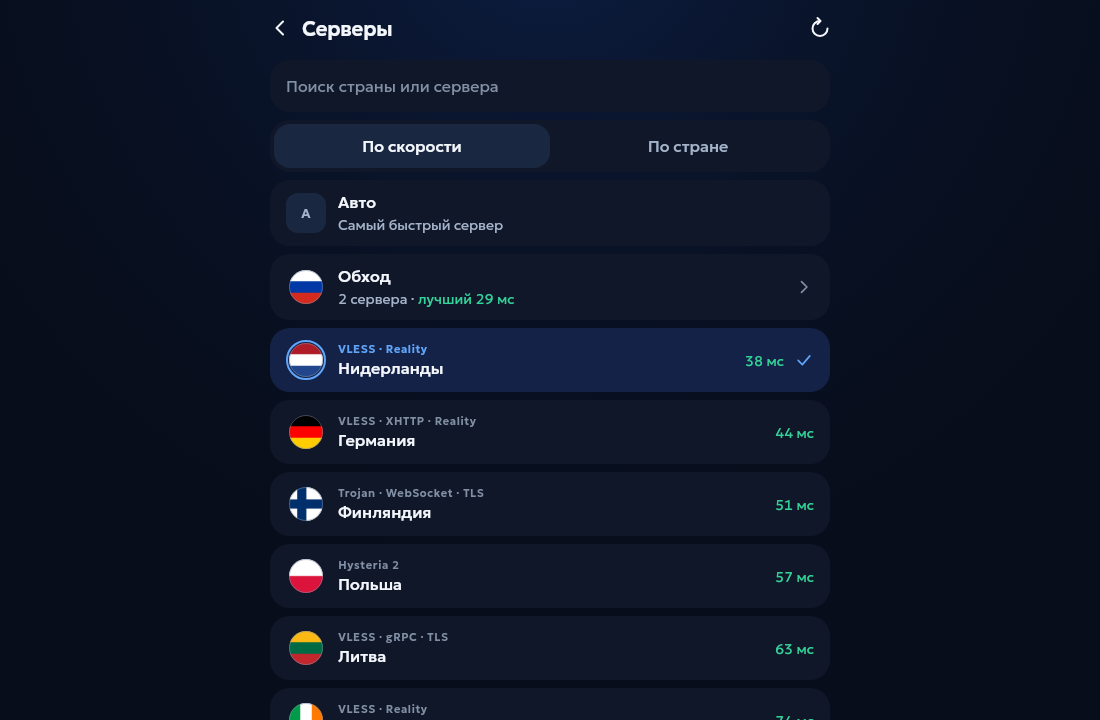 Серверы
Поиск страны или сервера
По скорости
По стране
A
Авто
Самый быстрый сервер
Обход
2 сервера · лучший 29 мс
VLESS · Reality
Нидерланды
38 мс
VLESS · XHTTP · Reality
Германия
44 мс
Trojan · WebSocket · TLS
Финляндия
51 мс
Hysteria 2
Польша
57 мс
VLESS · gRPC · TLS
Литва
63 мс
VLESS · Reality